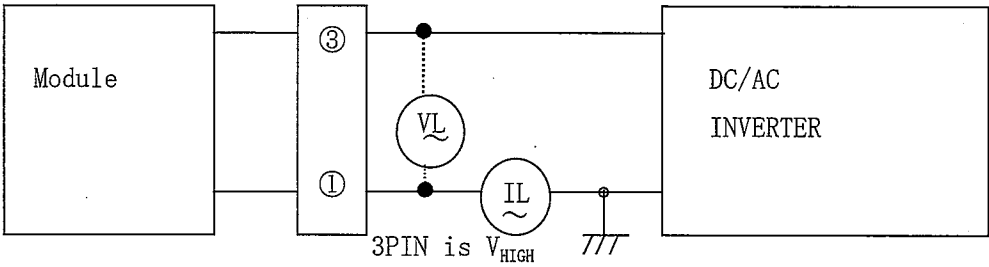 ③
Module
DC/AC
INVERTER
VL
~
①
IL
~
3PIN is VHIGH